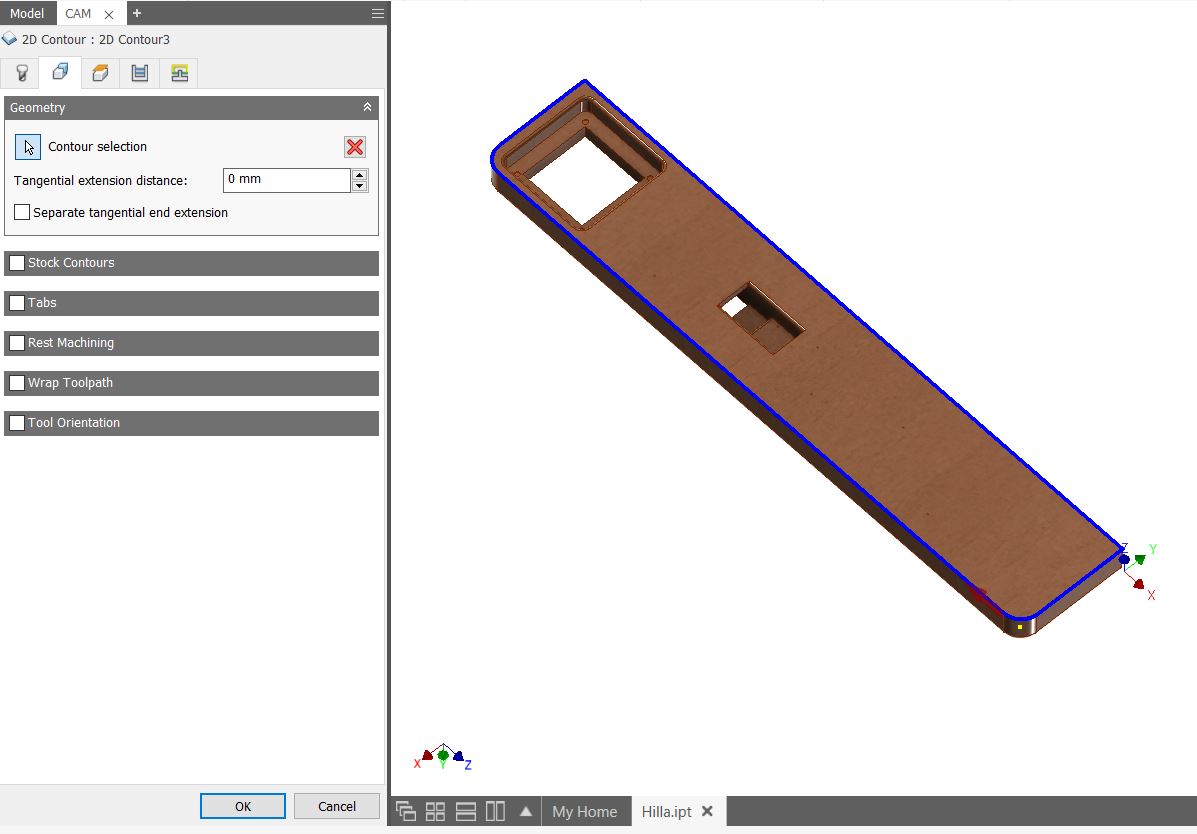 Model CAM
2D Contour : 2D Contour3
Geometry
Contour selection
Tangential extension distance: 0 mm
Separate tangential end extension
Stock Contours
Tabs
Rest Machining
Wrap Toolpath
Tool Orientation
Z Y
X
X Y Z
OK Cancel
My Home Hilla.ipt